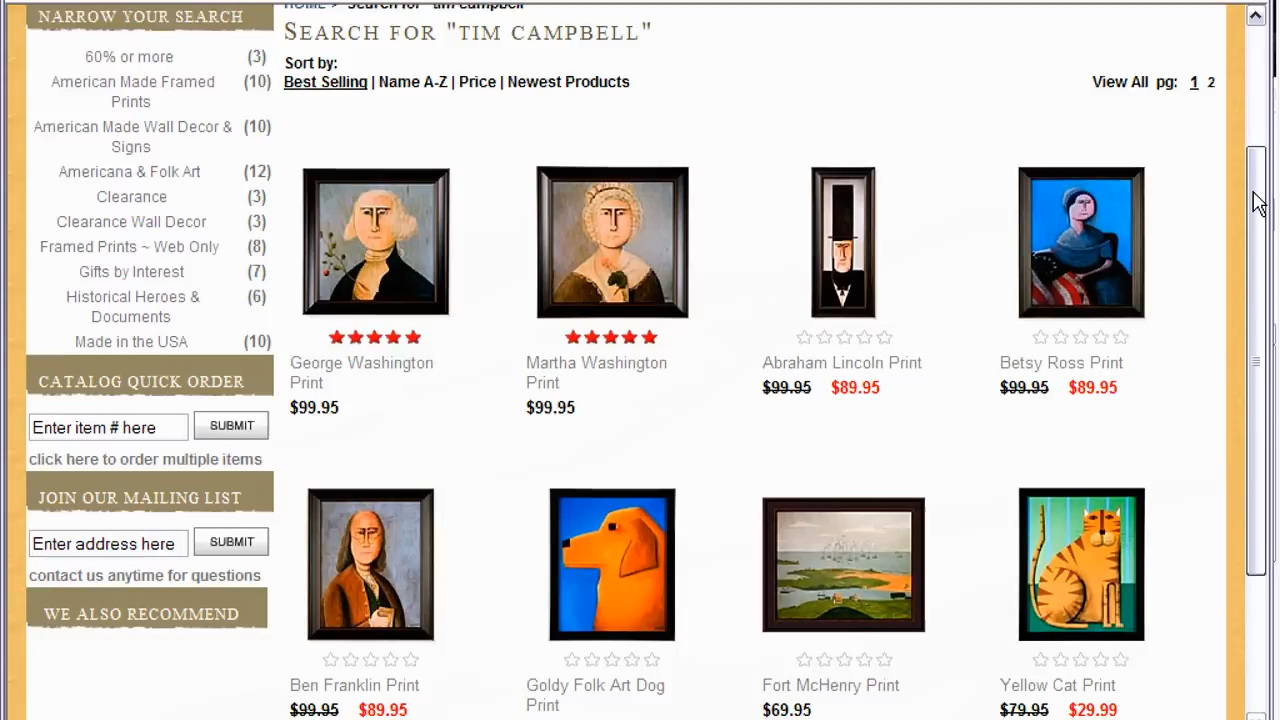 NARROW YOUR SEARCH
60% or more (3)
American Made Framed (10)
Prints
American Made Wall Decor & (10)
Signs
Americana & Folk Art (12)
Clearance (3)
Clearance Wall Decor (3)
Framed Prints ~ Web Only (8)
Gifts by Interest (7)
Historical Heroes & (6)
Documents
Made in the USA (10)
CATALOG QUICK ORDER
Enter item # here SUBMIT
click here to order multiple items
JOIN OUR MAILING LIST
Enter address here SUBMIT
contact us anytime for questions
WE ALSO RECOMMEND
HOME > Search for "tim campbell"
SEARCH FOR "TIM CAMPBELL"
Sort by:
Best Selling | Name A-Z | Price | Newest Products
View All pg: 1 2
George Washington
Print
$99.95
Martha Washington
Print
$99.95
Abraham Lincoln Print
$99.95 $89.95
Betsy Ross Print
$99.95 $89.95
Ben Franklin Print
$99.95 $89.95
Goldy Folk Art Dog
Print
Fort McHenry Print
$69.95
Yellow Cat Print
$79.95 $29.99